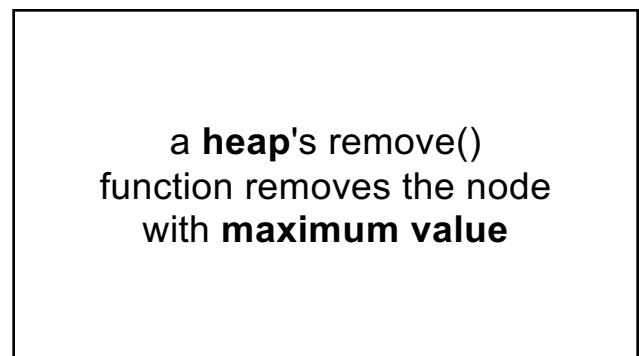 a heap's remove()
function removes the node
with maximum value